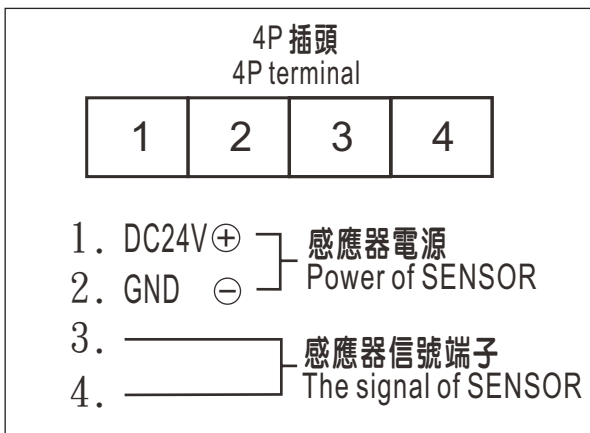 4P 插頭
4P terminal
1 2 3 4
1. DC24V⊕
感應器電源
2. GND ⊖
Power of SENSOR
3.
感應器信號端子
4.
The signal of SENSOR